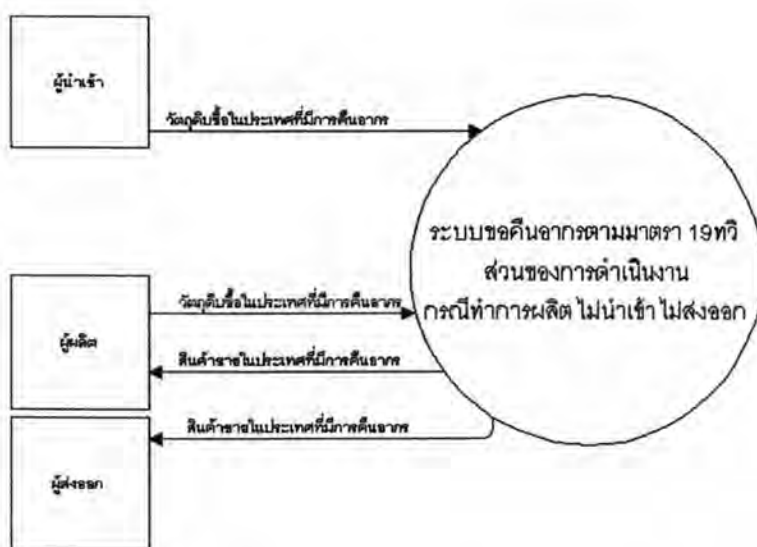 ผู้นำเข้า
วัตถุดิบซื้อในประเทศที่มีการคืนอากร
ระบบขอคืนอากรตามมาตรา 19ทวิ
ส่วนของการดำเนินงาน
กรณีทำการผลิต ไม่นำเข้า ไม่ส่งออก
วัตถุดิบซื้อในประเทศที่มีการคืนอากร
ผู้ผลิต
สินค้าขายในประเทศที่มีการคืนอากร
สินค้าขายในประเทศที่มีการคืนอากร
ผู้ส่งออก